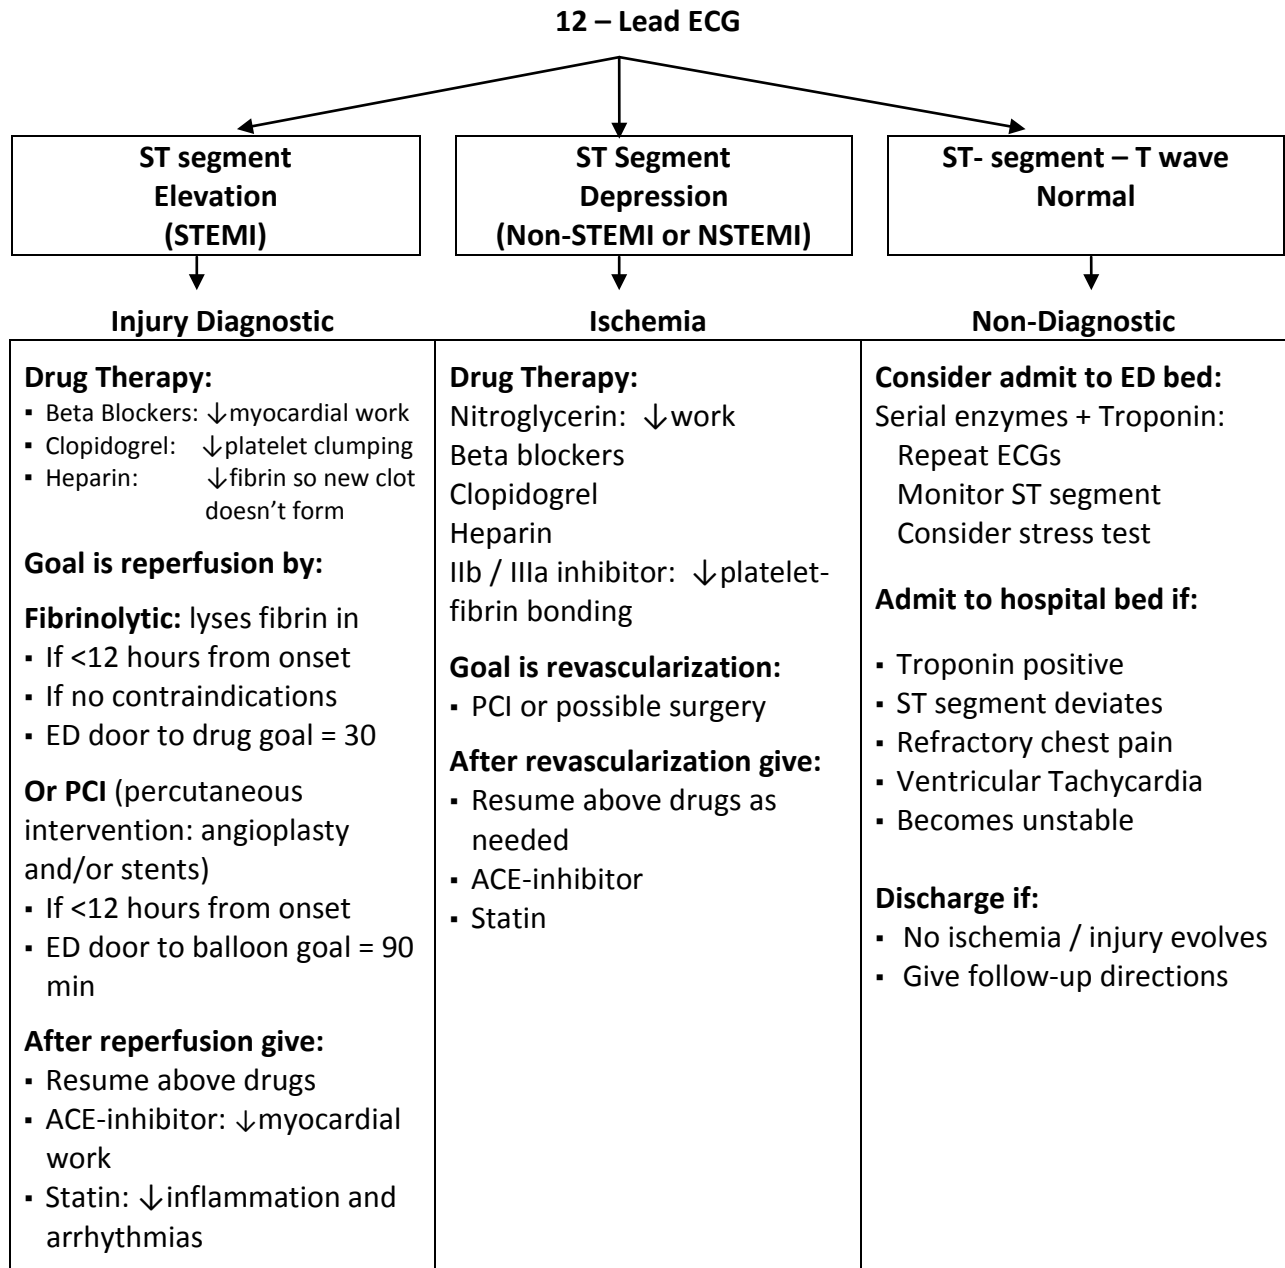 12 – Lead ECG
ST segment
Elevation
(STEMI)
ST Segment
Depression
(Non-STEMI or NSTEMI)
ST- segment – T wave
Normal
Injury Diagnostic
Ischemia
Non-Diagnostic
Drug Therapy:
▪ Beta Blockers: ↓myocardial work
▪ Clopidogrel: ↓platelet clumping
▪ Heparin: ↓fibrin so new clot
doesn’t form
Goal is reperfusion by:
Fibrinolytic: lyses fibrin in
▪ If <12 hours from onset
▪ If no contraindications
▪ ED door to drug goal = 30
Or PCI (percutaneous
intervention: angioplasty
and/or stents)
▪ If <12 hours from onset
▪ ED door to balloon goal = 90
min
After reperfusion give:
▪ Resume above drugs
▪ ACE-inhibitor: ↓myocardial
work
▪ Statin: ↓inflammation and
arrhythmias
Drug Therapy:
Nitroglycerin: ↓work
Beta blockers
Clopidogrel
Heparin
IIb / IIIa inhibitor: ↓platelet-
fibrin bonding
Goal is revascularization:
▪ PCI or possible surgery
After revascularization give:
▪ Resume above drugs as
needed
▪ ACE-inhibitor
▪ Statin
Consider admit to ED bed:
Serial enzymes + Troponin:
Repeat ECGs
Monitor ST segment
Consider stress test
Admit to hospital bed if:
▪ Troponin positive
▪ ST segment deviates
▪ Refractory chest pain
▪ Ventricular Tachycardia
▪ Becomes unstable
Discharge if:
▪ No ischemia / injury evolves
▪ Give follow-up directions